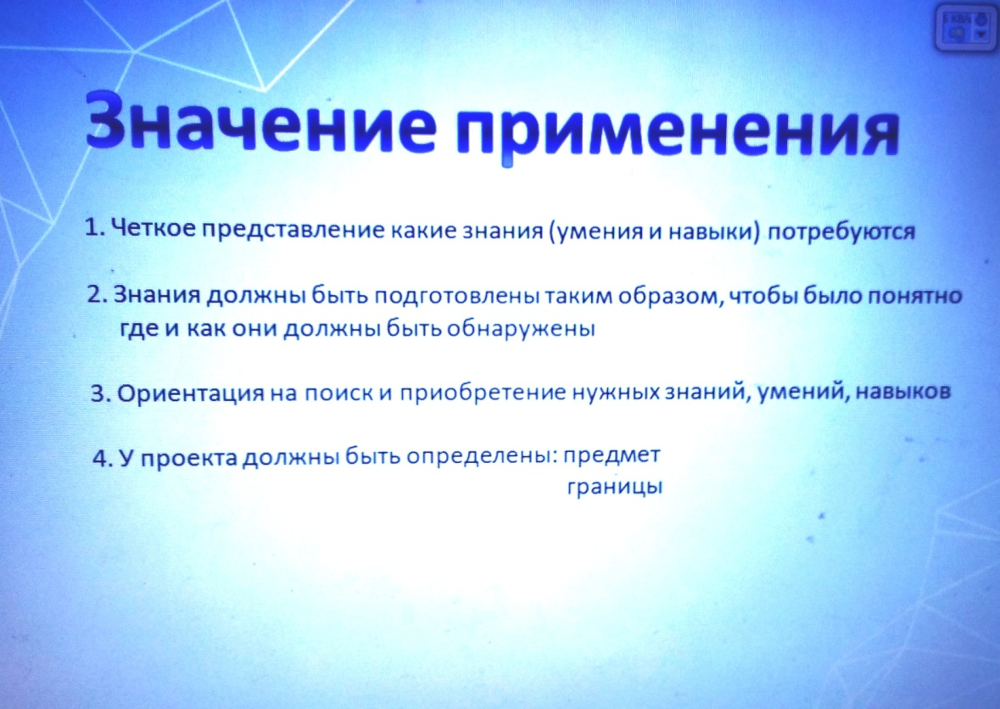 Значение применения
1. Четкое представление какие знания (умения и навыки) потребуются
2. Знания должны быть подготовлены таким образом, чтобы было понятно
где и как они должны быть обнаружены
3. Ориентация на поиск и приобретение нужных знаний, умений, навыков
4. У проекта должны быть определены: предмет
границы